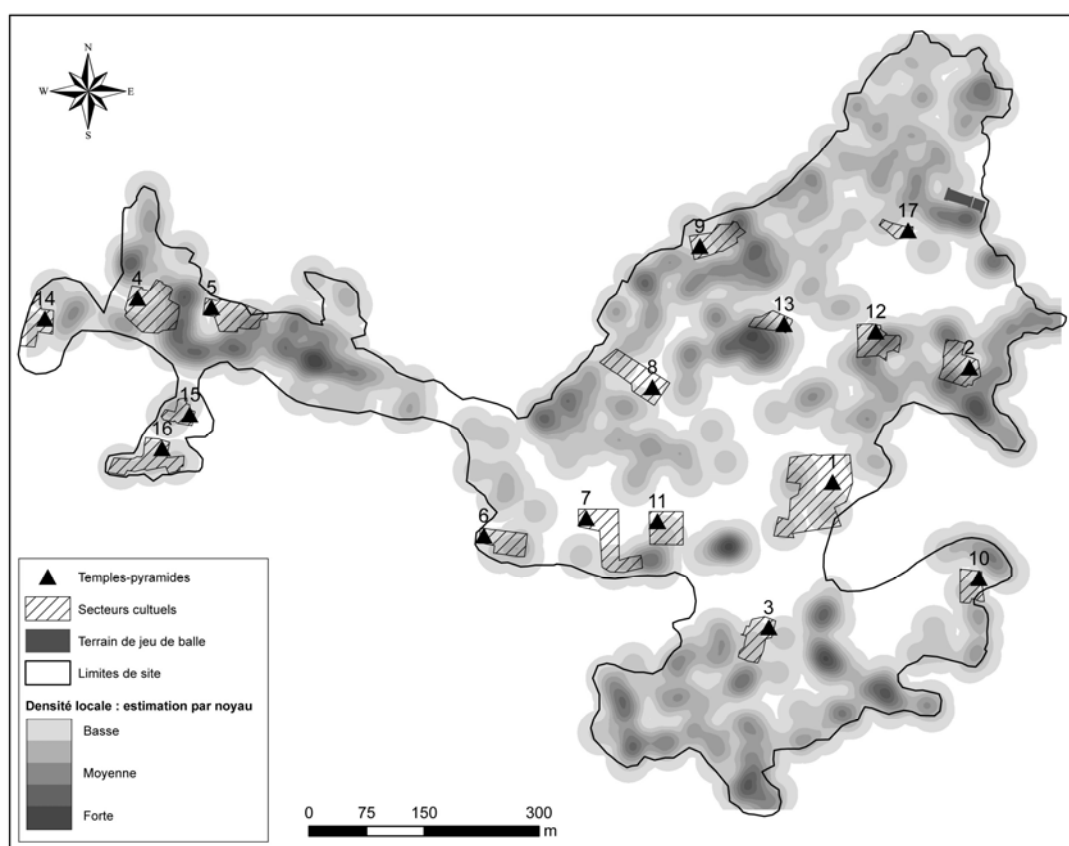 N
W E
S
17
9
4
5
14
13
12
2
8
15
16
1
7
11
6
10
3
Temples-pyramides
Secteurs cultuels
Terrain de jeu de balle
Limites de site
Densité locale : estimation par noyau
Basse
Moyenne
Forte
0 75 150 300
m